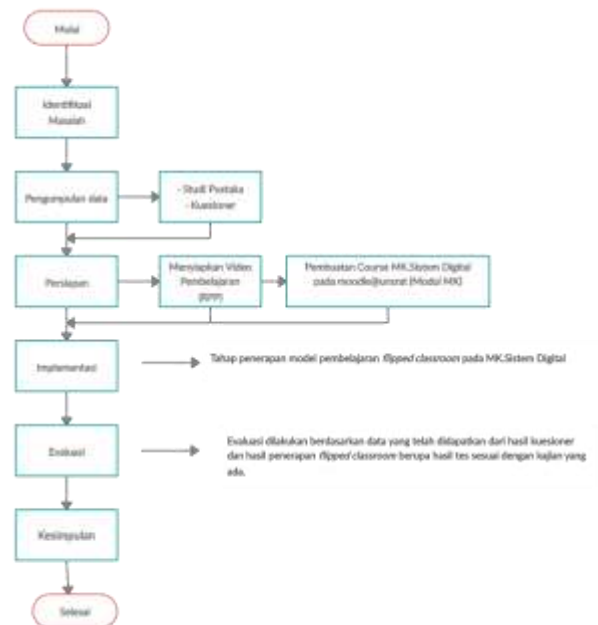 Mulai
Identifikasi
Masalah
Pengumpulan data
- Studi Pustaka
- Kuesioner
Persiapan
Menyiapkan Video
Pembelajaran
(RPP)
Pembuatan Course MK.Sistem Digital
pada moodle@unsrat (Modul MK)
Implementasi
Tahap penerapan model pembelajaran flipped classroom pada MK.Sistem Digital
Evaluasi
Evaluasi dilakukan berdasarkan data yang telah didapatkan dari hasil kuesioner
dan hasil penerapan flipped classroom berupa hasil tes sesuai dengan kajian yang
ada.
Kesimpulan
Selesai